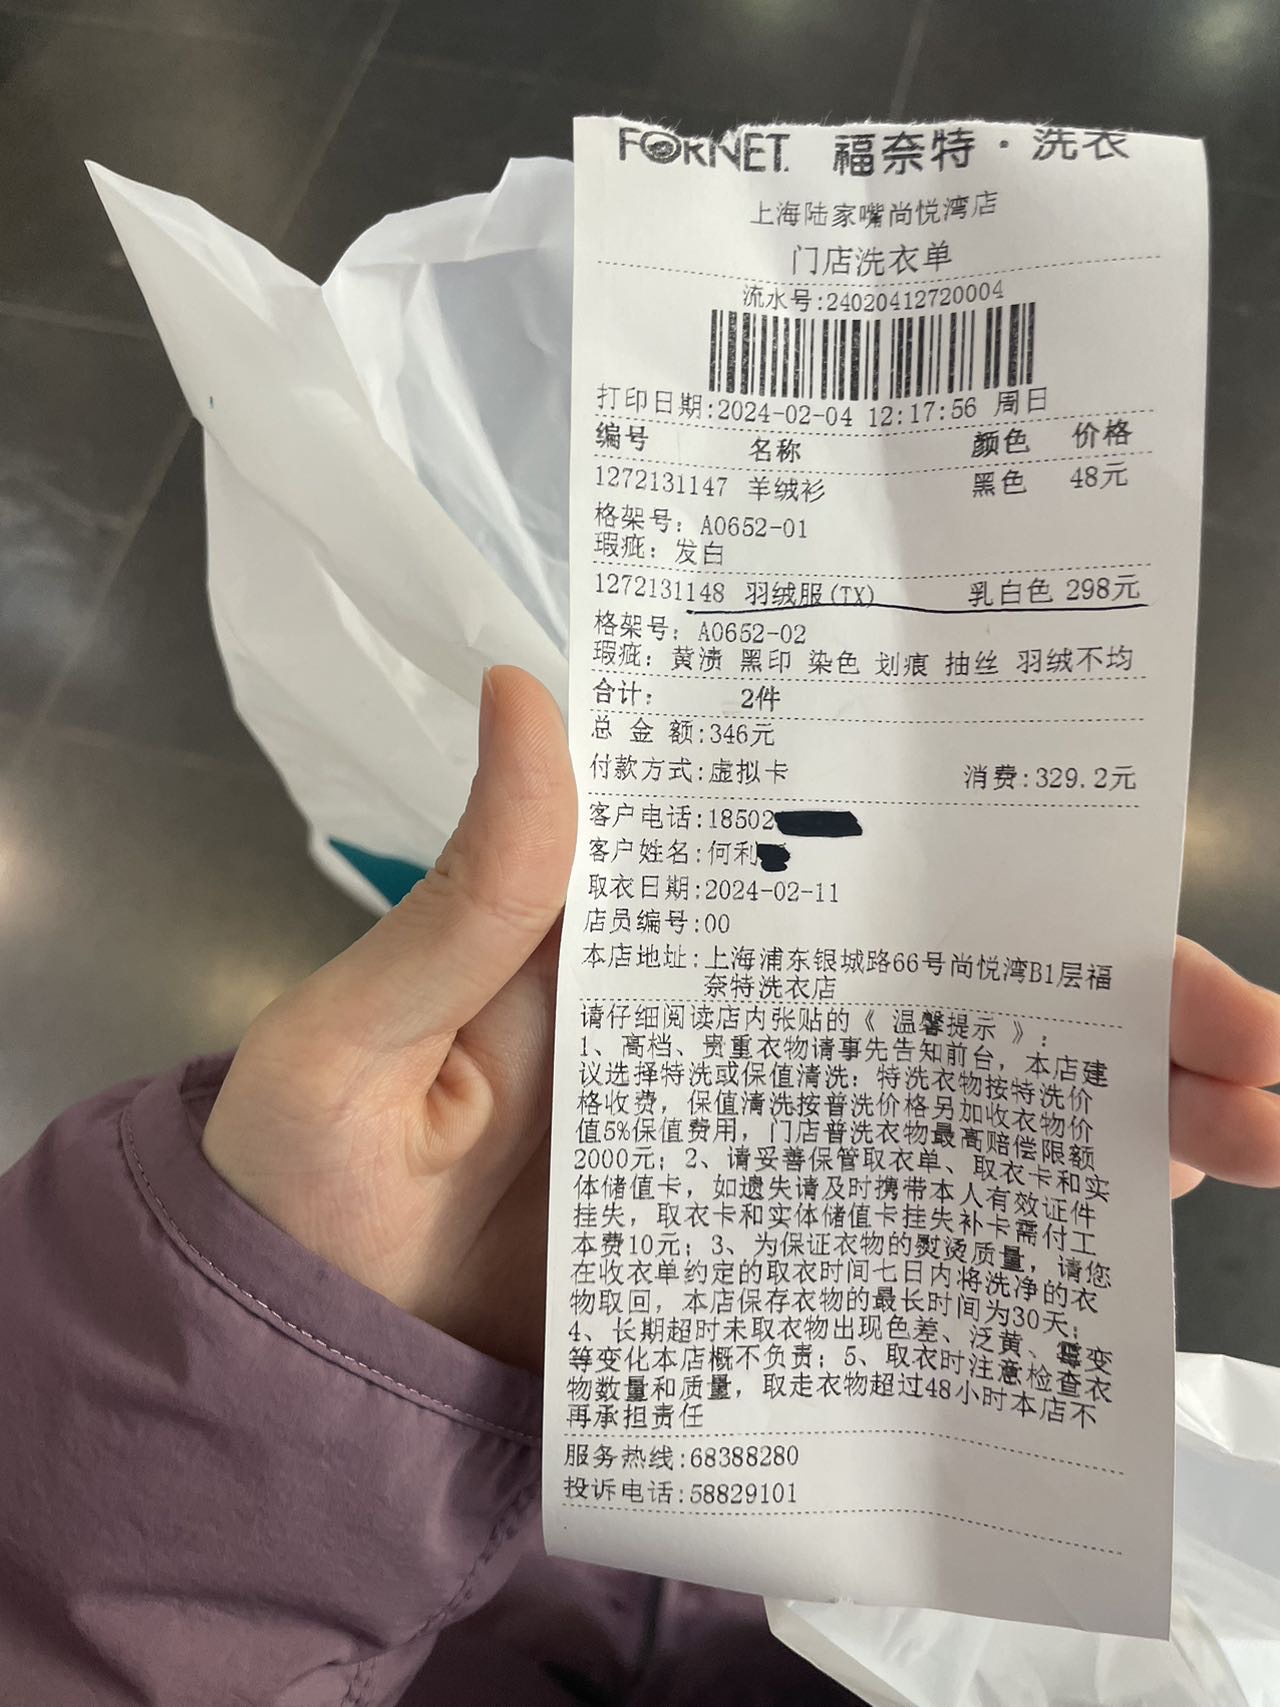 FORNET. 福奈特·洗衣
上海陆家嘴尚悦湾店
门店洗衣单
流水号:24020412720004
打印日期:2024-02-04 12:17:56 周日
编号 名称 颜色 价格
1272131147 羊绒衫 黑色 48元
格架号: A0652-01
瑕疵: 发白
1272131148 羽绒服(TX) 乳白色 298元
格架号: A0652-02
瑕疵: 黄渍 黑印 染色 划痕 抽丝 羽绒不均
合计: 2件
总 金 额:346元
付款方式:虚拟卡 消费:329.2元
客户电话:18502
客户姓名:何利
取衣日期:2024-02-11
店员编号:00
本店地址:上海浦东银城路66号尚悦湾B1层福
奈特洗衣店
请仔细阅读店内张贴的《 温馨提示 》:
1、高档、贵重衣物请事先告知前台,本店建
议选择特洗或保值清洗:特洗衣物按特洗价
格收费,保值清洗按普洗价格另加收衣物价
值5%保值费用,门店普洗衣物最高赔偿限额
2000元;2、请妥善保管取衣单、取衣卡和实
体储值卡,如遗失请及时携带本人有效证件
挂失,取衣卡和实体储值卡挂失补卡需付工
本费10元;3、为保证衣物的熨烫质量,请您
在收衣单约定的取衣时间七日内将洗净的衣
物取回,本店保存衣物的最长时间为30天;
4、长期超时未取衣物出现色差、泛黄、霉变
等变化本店概不负责;5、取衣时注意检查衣
物数量和质量,取走衣物超过48小时本店不
再承担责任
服务热线:68388280
投诉电话:58829101